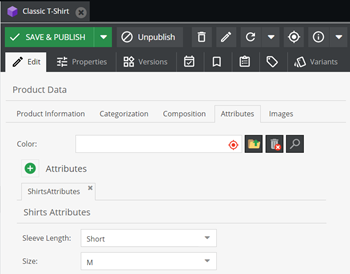 Classic T-Shirt
SAVE & PUBLISH Unpublish
Edit Properties Versions Variants
Product Data
Product Information Categorization Composition Attributes Images
Color:
Attributes
ShirtsAttributes
Shirts Attributes
Sleeve Length: Short
Size: M